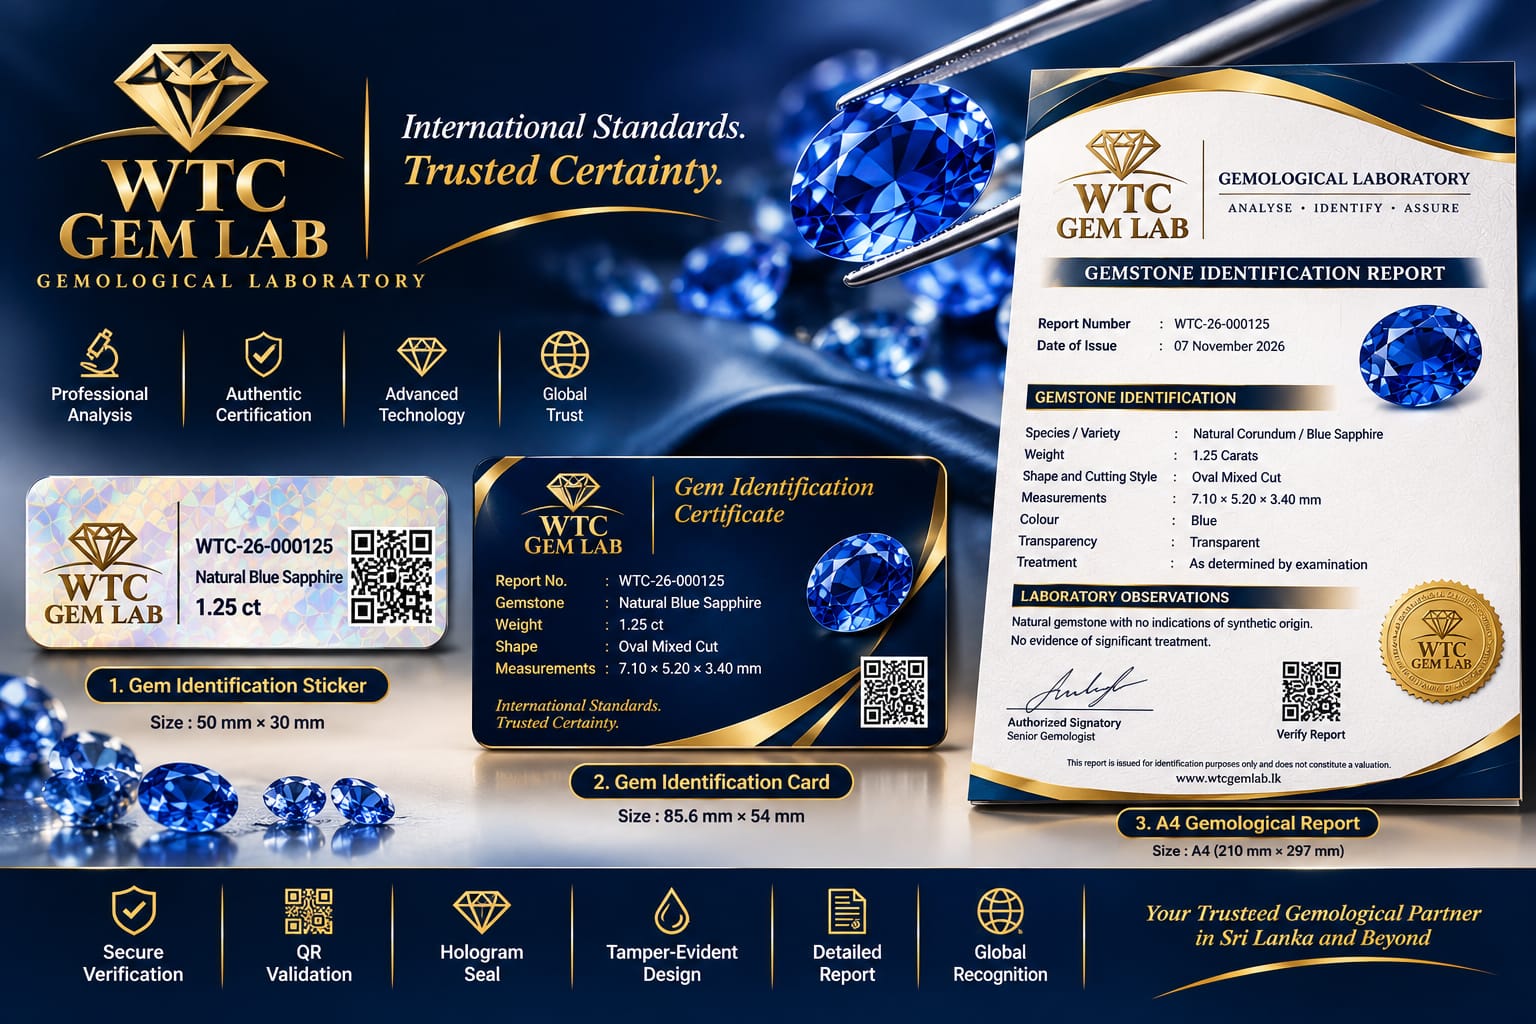 WTC
GEM LAB
GEMOLOGICAL LABORATORY
International Standards.
Trusted Certainty.
Professional
Analysis
Authentic
Certification
Advanced
Technology
Global
Trust
WTC
GEM LAB
WTC-26-000125
Natural Blue Sapphire
1.25 ct
1. Gem Identification Sticker
Size : 50 mm × 30 mm
WTC
GEM LAB
Gem Identification
Certificate
Report No. : WTC-26-000125
Gemstone : Natural Blue Sapphire
Weight : 1.25 ct
Shape : Oval Mixed Cut
Measurements : 7.10 × 5.20 × 3.40 mm
International Standards.
Trusted Certainty.
2. Gem Identification Card
Size : 85.6 mm × 54 mm
WTC
GEM LAB
GEMOLOGICAL LABORATORY
ANALYSE • IDENTIFY • ASSURE
GEMSTONE IDENTIFICATION REPORT
Report Number : WTC-26-000125
Date of Issue : 07 November 2026
GEMSTONE IDENTIFICATION
Species / Variety : Natural Corundum / Blue Sapphire
Weight : 1.25 Carats
Shape and Cutting Style : Oval Mixed Cut
Measurements : 7.10 × 5.20 × 3.40 mm
Colour : Blue
Transparency : Transparent
Treatment : As determined by examination
LABORATORY OBSERVATIONS
Natural gemstone with no indications of synthetic origin.
No evidence of significant treatment.
WTC
GEM LAB
Authorized Signatory
Senior Gemologist
Verify Report
This report is issued for identification purposes only and does not constitute a valuation.
www.wtcgemlab.lk
3. A4 Gemological Report
Size : A4 (210 mm × 297 mm)
Secure
Verification
QR
Validation
Hologram
Seal
Tamper-Evident
Design
Detailed
Report
Global
Recognition
Your Trusteed Gemological Partner
in Sri Lanka and Beyond